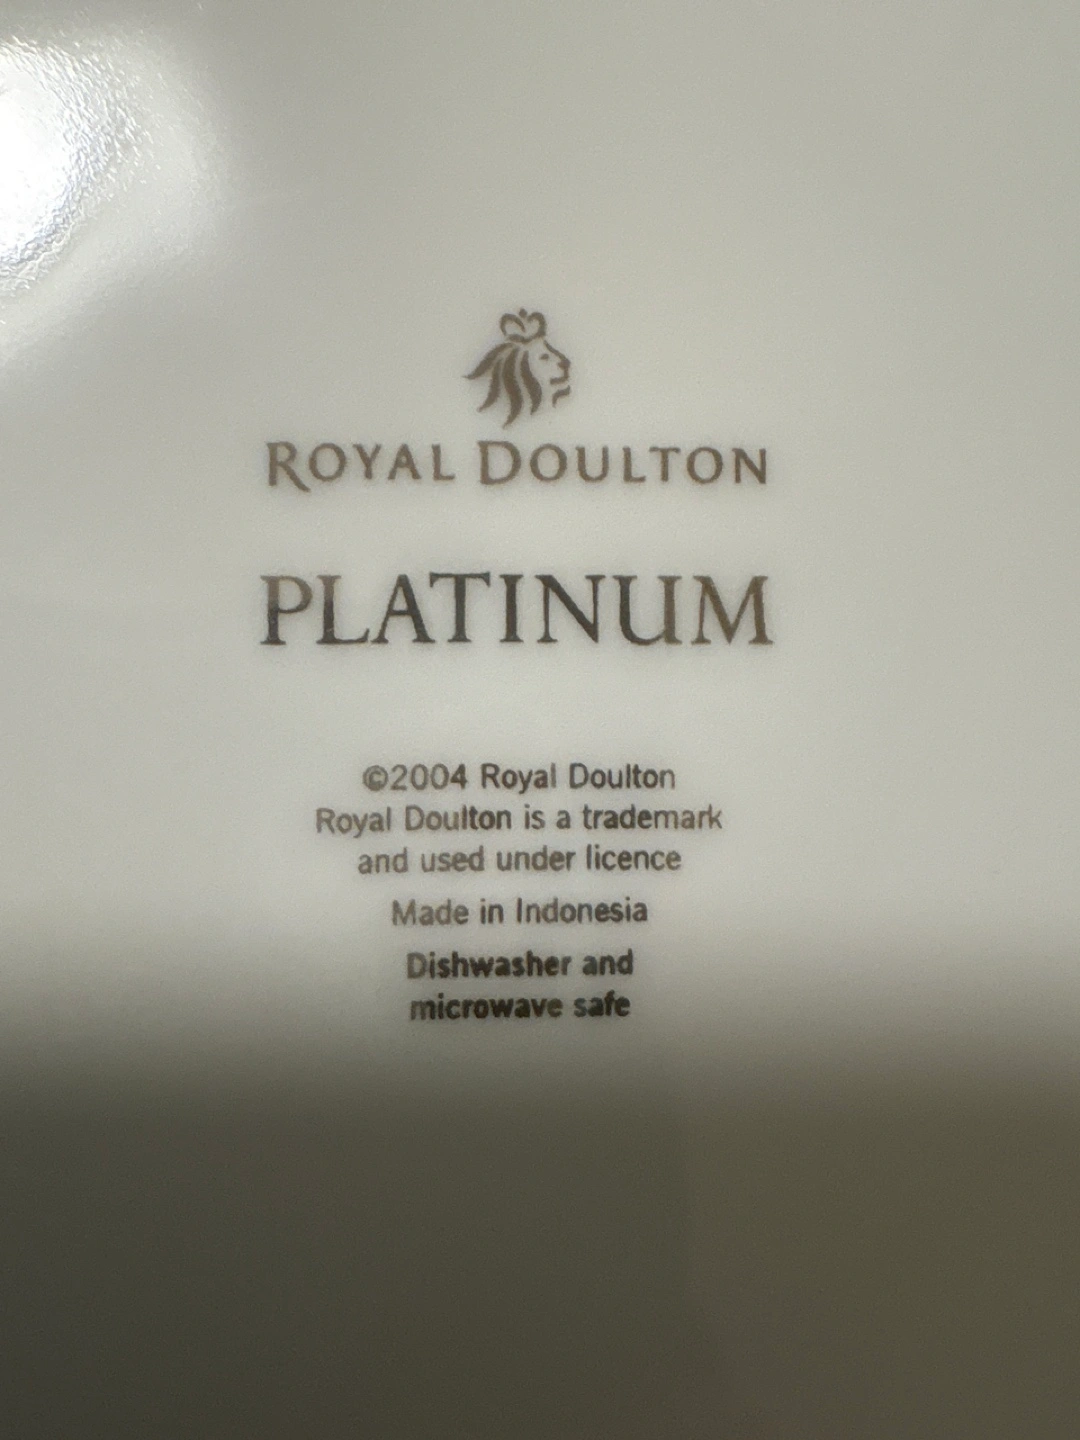 ROYAL DOULTON
PLATINUM
©2004 Royal Doulton
Royal Doulton is a trademark
and used under licence
Made in Indonesia
Dishwasher and
microwave safe